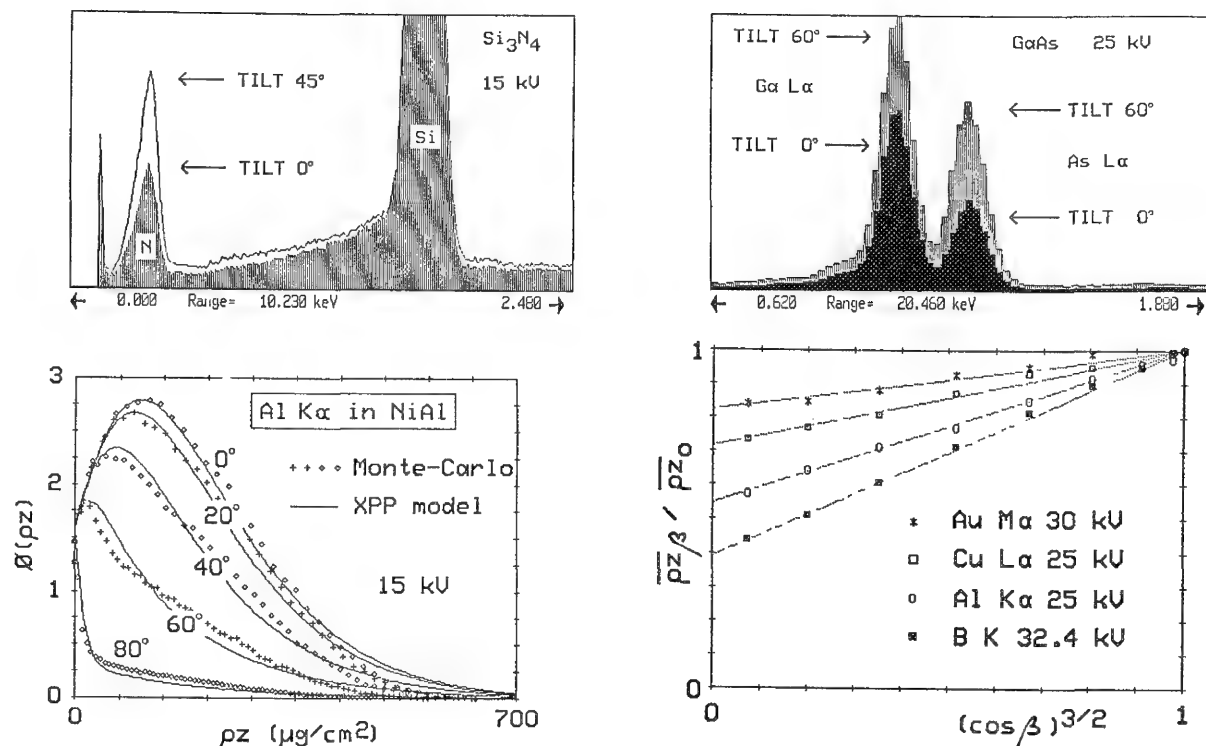 Si3N4
15 kV
TILT 45°
TILT 0°
N
Si
0.000 Range= 10.230 keV 2.480
TILT 60°
GaAs 25 kV
Ga Lα
TILT 60°
TILT 0°
As Lα
TILT 0°
0.620 Range= 20.460 keV 1.880
3
2
1
0
Ø(ρz)
Al Kα in NiAl
++++◇◇ Monte-Carlo
XPP model
0°
20°
40°
60°
80°
15 kV
0
700
ρz (µg/cm2)
1
0
ρz β / ρz 0
Au Mα 30 kV
Cu Lα 25 kV
Al Kα 25 kV
B K 32.4 kV
0
(cosβ)3/2
1